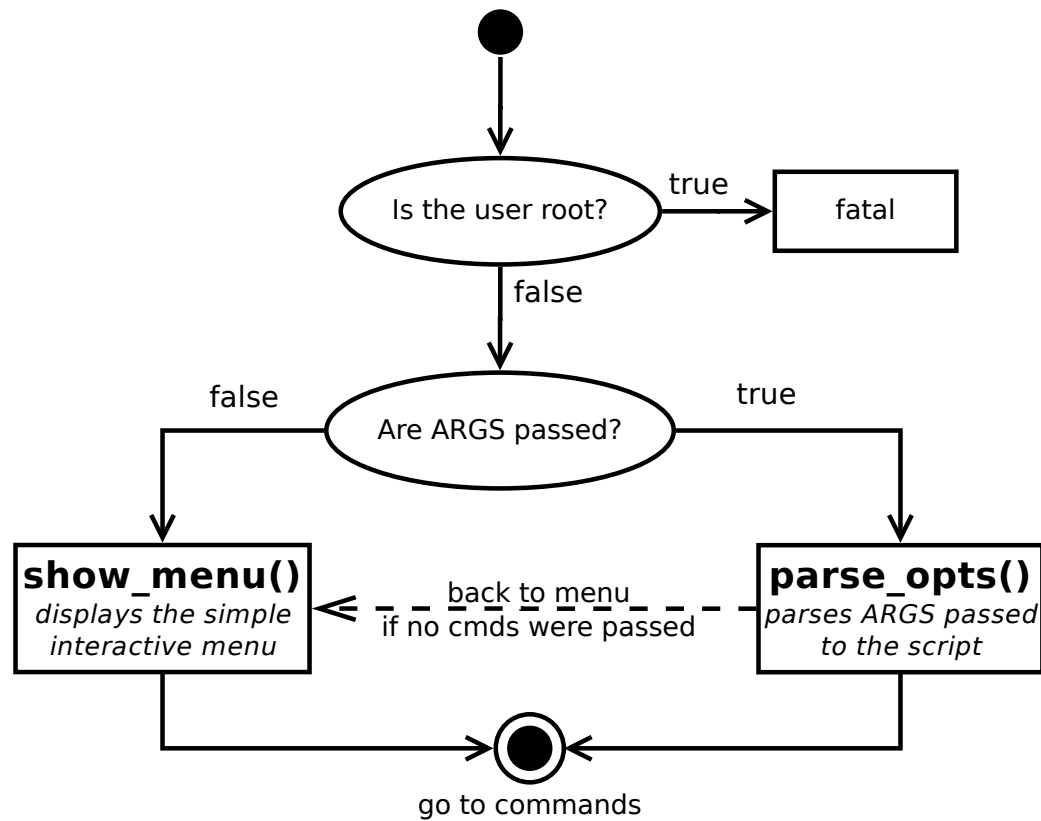 true
Is the user root?
fatal
false
false
true
Are ARGS passed?
show_menu()
displays the simple
interactive menu
back to menu
if no cmds were passed
parse_opts()
parses ARGS passed
to the script
go to commands